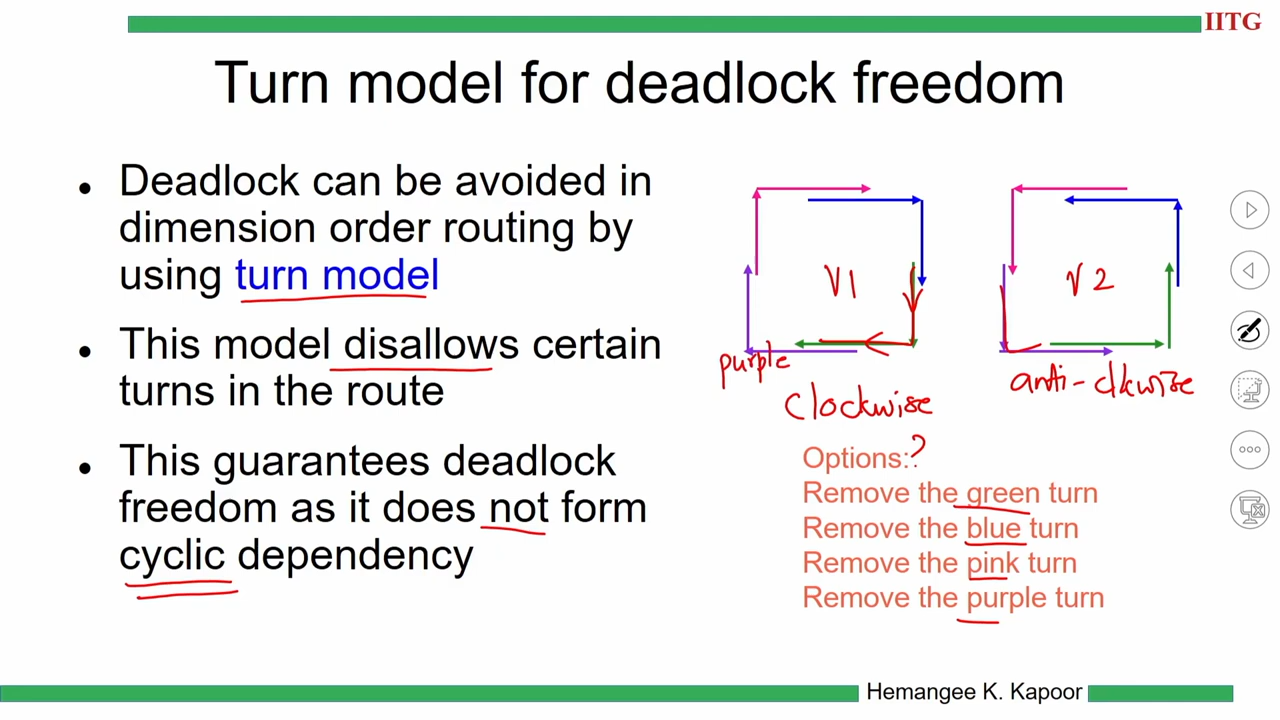 IITG
Turn model for deadlock freedom
• Deadlock can be avoided in
dimension order routing by
using turn model
• This model disallows certain
turns in the route
• This guarantees deadlock
freedom as it does not form
cyclic dependency
V1
V2
purple
clockwise
anti-clkwize
Options:?
Remove the green turn
Remove the blue turn
Remove the pink turn
Remove the purple turn
Hemangee K. Kapoor